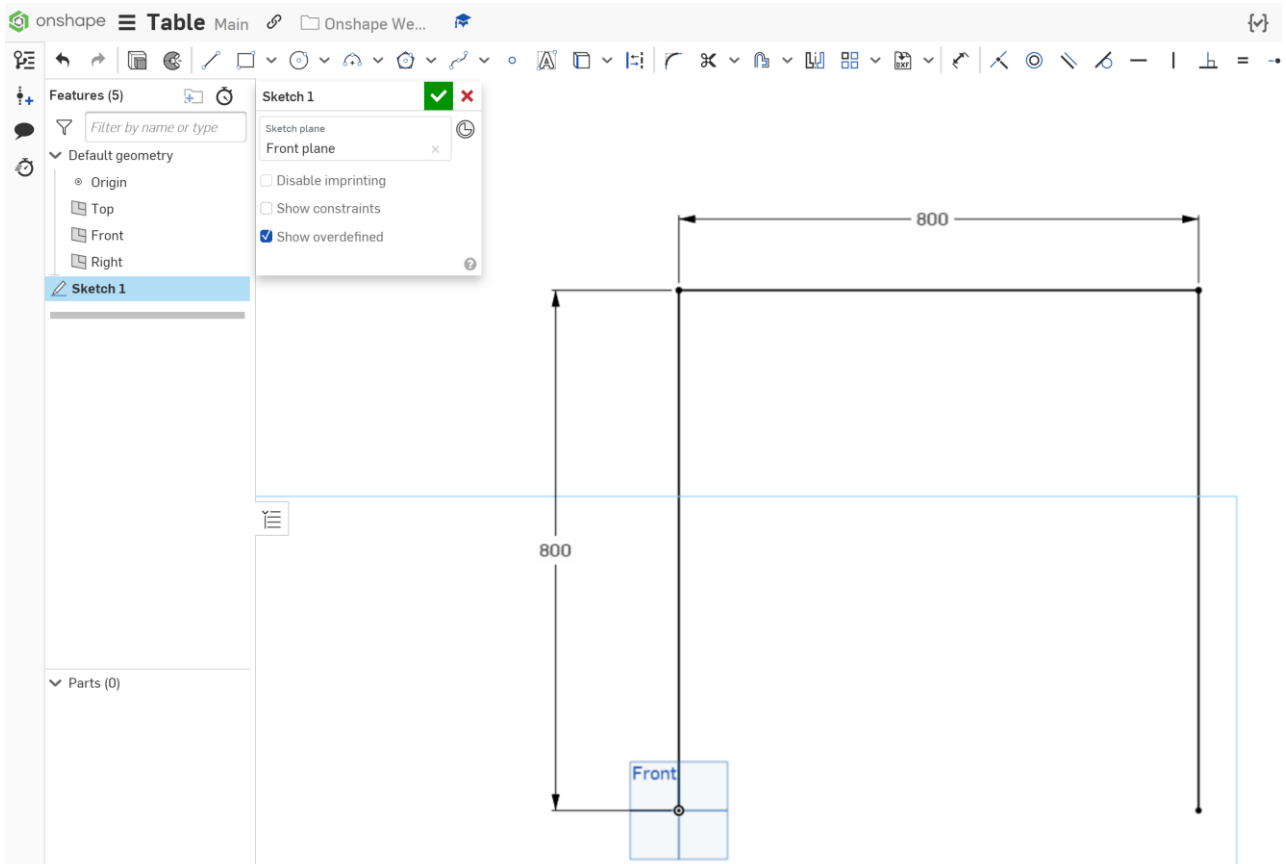 onshape Table Main Onshape We...
Features (5)
Filter by name or type
Default geometry
Origin
Top
Front
Right
Sketch 1
Parts (0)
Sketch 1
Sketch plane
Front plane
Disable imprinting
Show constraints
Show overdefined
800
800
Front